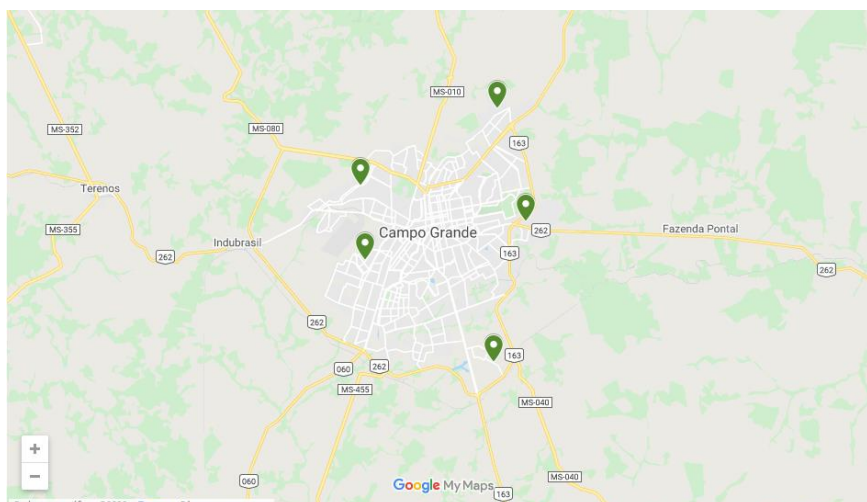 MS-010
MS-080
MS-352
163
Terenos
MS-355
Campo Grande
262
Fazenda Pontal
Indubrasil
163
262
262
262
163
060
262
MS-455
MS-040
MS-040
060
Google My Maps
163
+
−